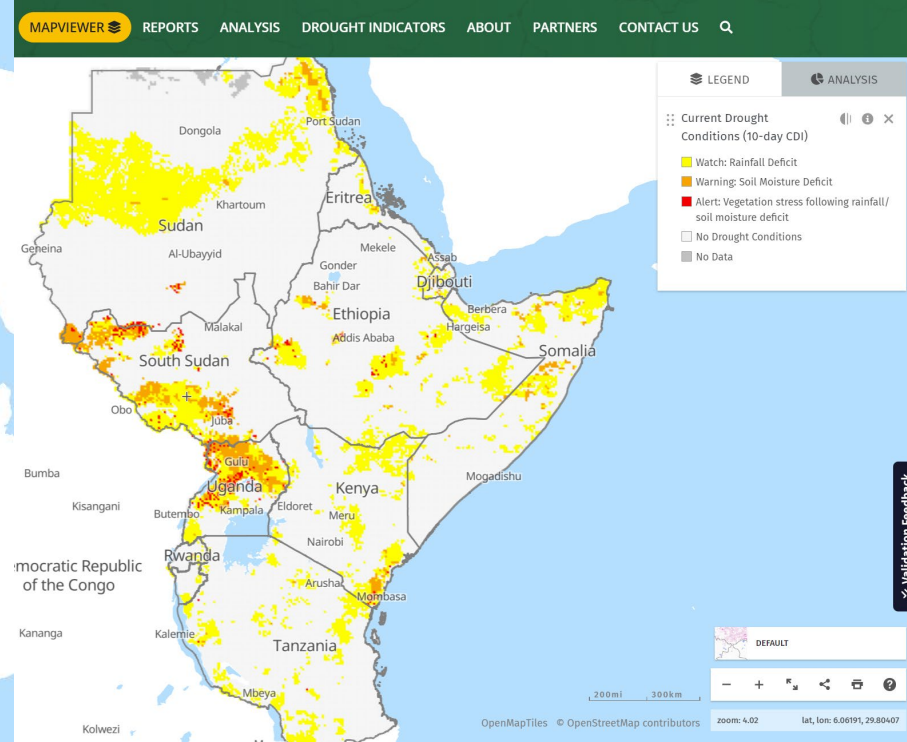 MAPVIEWER REPORTS ANALYSIS DROUGHT INDICATORS ABOUT PARTNERS CONTACT US
LEGEND ANALYSIS
Current Drought
Conditions (10-day CDI)
Watch: Rainfall Deficit
Warning: Soil Moisture Deficit
Alert: Vegetation stress following rainfall/
soil moisture deficit
No Drought Conditions
No Data
Port Sudan
Dongola
Eritrea
Khartoum
Sudan
Geneina
Mekele
Al-Ubayyid
Assab
Gonder
Djibouti
Bahir Dar
Berbera
Ethiopia
Malakal
Hargeisa
Addis Ababa
Somalia
South Sudan
Obo
Juba
Gulu
Bumba
Mogadishu
Uganda
Kenya
Kisangani
Eldoret
Kampala
Butembo
Meru
Nairobi
Rwanda
mocratic Republic
of the Congo
Arusha
Mombasa
Kananga
Kalemie
Tanzania
Mbeya
Kolwezi
Validation Feedback
DEFAULT
200mi 300km
OpenMapTiles © OpenStreetMap contributors
zoom: 4.02 lat, lon: 6.06191, 29.80407